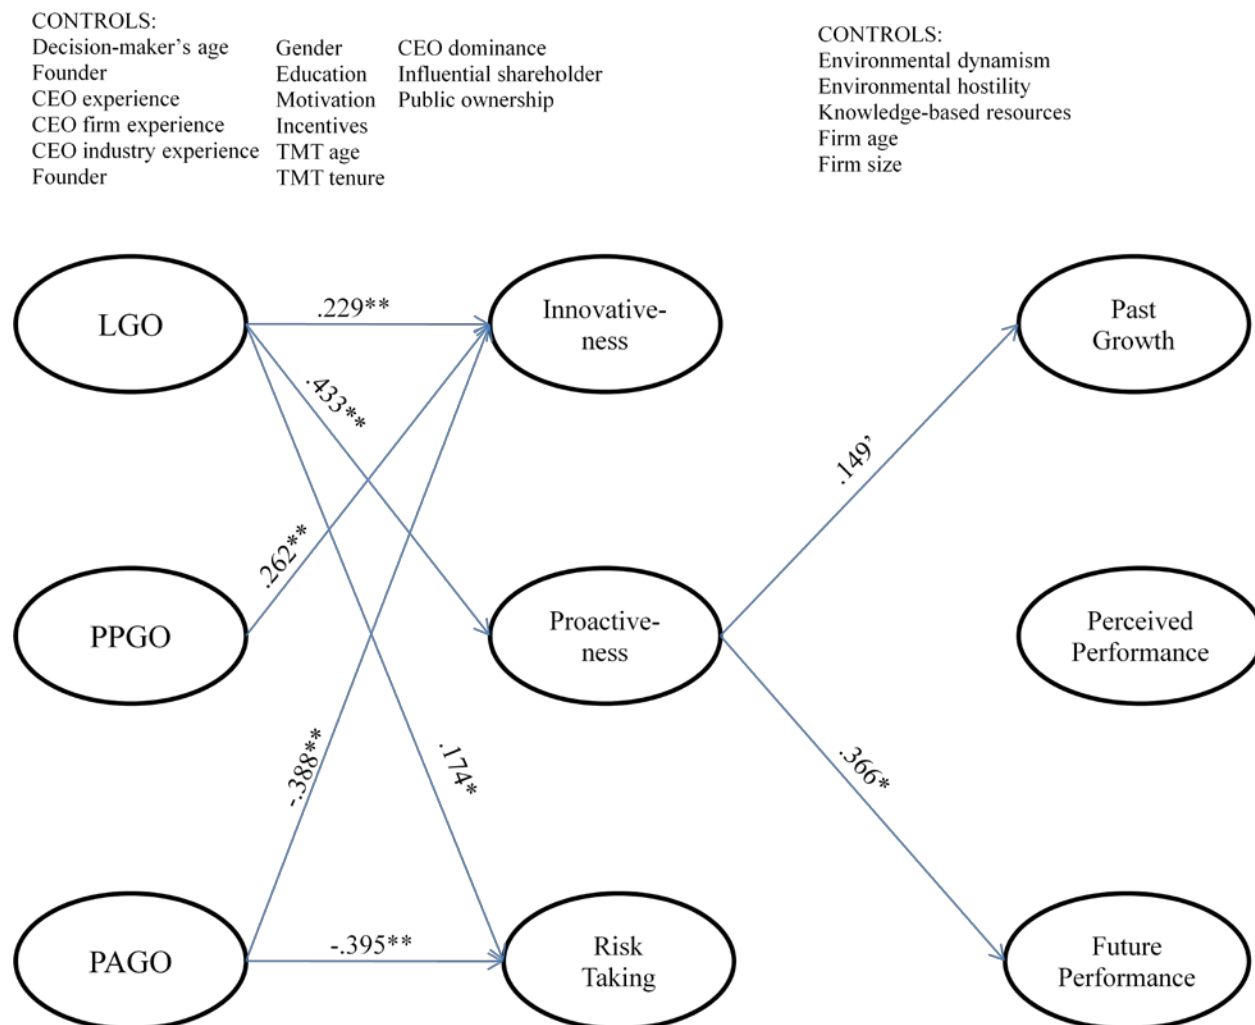 CONTROLS:
Decision-maker's age
Founder
CEO experience
CEO firm experience
CEO industry experience
Founder
Gender
Education
Motivation
Incentives
TMT age
TMT tenure
CEO dominance
Influential shareholder
Public ownership
CONTROLS:
Environmental dynamism
Environmental hostility
Knowledge-based resources
Firm age
Firm size
LGO
.229**
Innovative-
ness
Past
Growth
.433**
.149’
.262**
PPGO
Proactive-
ness
Perceived
Performance
-.388**
.174*
.366*
PAGO
-.395**
Risk
Taking
Future
Performance